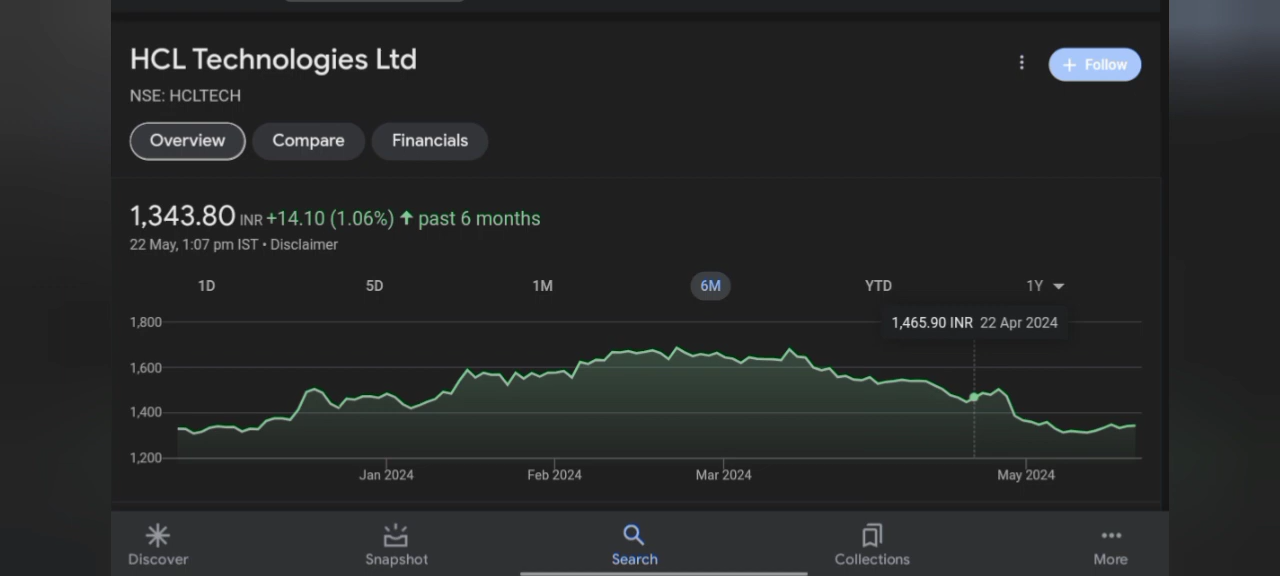 HCL Technologies Ltd
+ Follow
NSE: HCLTECH
Overview Compare Financials
1,343.80 INR +14.10 (1.06%) ↑ past 6 months
22 May, 1:07 pm IST • Disclaimer
1D 5D 1M 6M YTD 1Y
1,465.90 INR 22 Apr 2024
1,800
1,600
1,400
1,200
Jan 2024 Feb 2024 Mar 2024 May 2024
Discover Snapshot Search Collections More